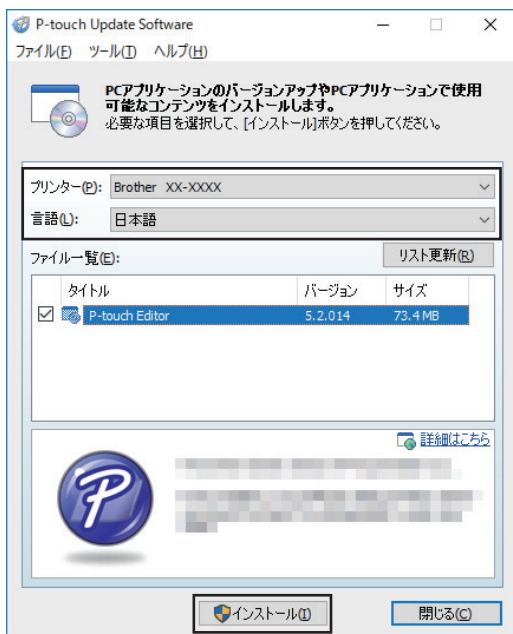 P-touch Update Software
ファイル(F) ツール(T) ヘルプ(H)
PCアプリケーションのバージョンアップやPCアプリケーションで使用
可能なコンテンツをインストールします。
必要な項目を選択して、[インストール]ボタンを押してください。
プリンター(P): Brother XX-XXXX
言語(L): 日本語
ファイル一覧(E): リスト更新(R)
タイトル バージョン サイズ
P-touch Editor 5.2.014 73.4 MB
詳細はこちら
P
インストール(I) 閉じる(C)